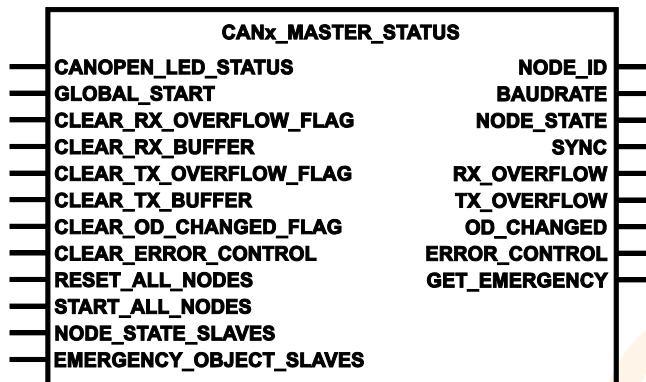 CANx_MASTER_STATUS
CANOPEN_LED_STATUS NODE_ID
GLOBAL_START BAUDRATE
CLEAR_RX_OVERFLOW_FLAG NODE_STATE
CLEAR_RX_BUFFER SYNC
CLEAR_TX_OVERFLOW_FLAG RX_OVERFLOW
CLEAR_TX_BUFFER TX_OVERFLOW
CLEAR_OD_CHANGED_FLAG OD_CHANGED
CLEAR_ERROR_CONTROL ERROR_CONTROL
RESET_ALL_NODES GET_EMERGENCY
START_ALL_NODES
NODE_STATE_SLAVES
EMERGENCY_OBJECT_SLAVES